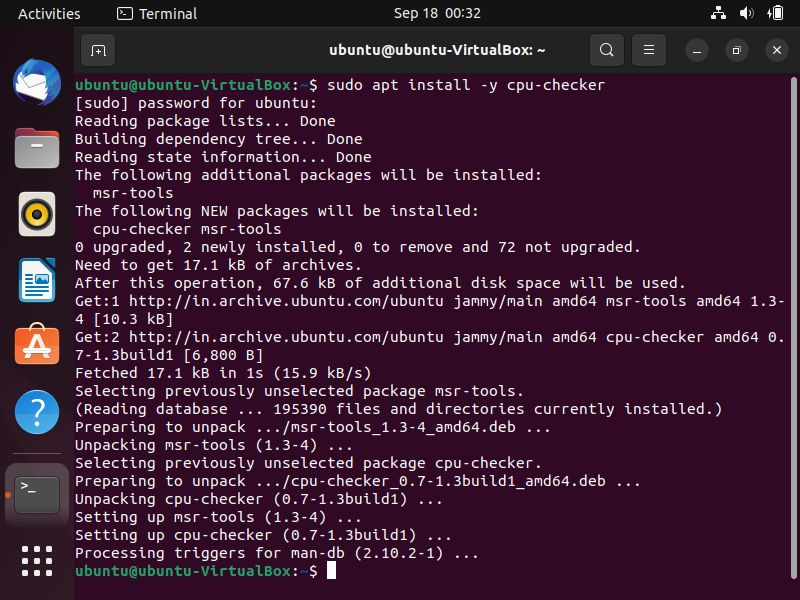 Activities Terminal Sep 18 00:32
ubuntu@ubuntu-VirtualBox: ~
ubuntu@ubuntu-VirtualBox:~$ sudo apt install -y cpu-checker
[sudo] password for ubuntu:
Reading package lists... Done
Building dependency tree... Done
Reading state information... Done
The following additional packages will be installed:
  msr-tools
The following NEW packages will be installed:
  cpu-checker msr-tools
0 upgraded, 2 newly installed, 0 to remove and 72 not upgraded.
Need to get 17.1 kB of archives.
After this operation, 67.6 kB of additional disk space will be used.
Get:1 http://in.archive.ubuntu.com/ubuntu jammy/main amd64 msr-tools amd64 1.3-
4 [10.3 kB]
Get:2 http://in.archive.ubuntu.com/ubuntu jammy/main amd64 cpu-checker amd64 0.
7-1.3build1 [6,800 B]
Fetched 17.1 kB in 1s (15.9 kB/s)
Selecting previously unselected package msr-tools.
(Reading database ... 195390 files and directories currently installed.)
Preparing to unpack .../msr-tools_1.3-4_amd64.deb ...
Unpacking msr-tools (1.3-4) ...
Selecting previously unselected package cpu-checker.
Preparing to unpack .../cpu-checker_0.7-1.3build1_amd64.deb ...
Unpacking cpu-checker (0.7-1.3build1) ...
Setting up msr-tools (1.3-4) ...
Setting up cpu-checker (0.7-1.3build1) ...
Processing triggers for man-db (2.10.2-1) ...
ubuntu@ubuntu-VirtualBox:~$